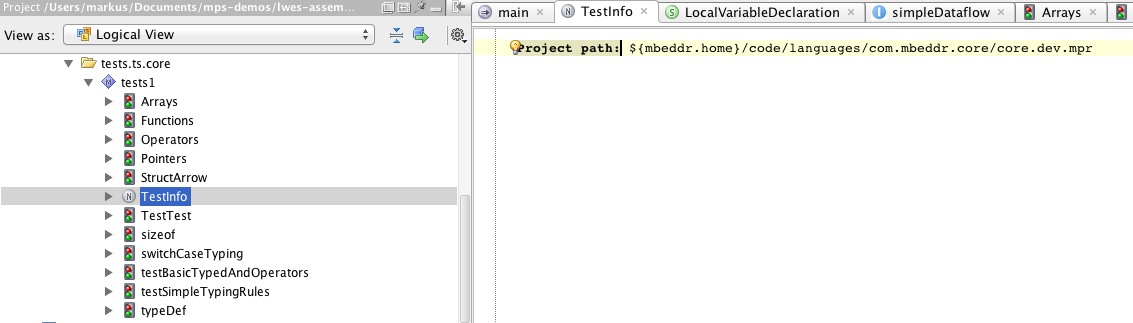 Project /Users/markus/Documents/mps-demos/lwes-assem...
View as: Logical View
tests.ts.core
tests1
Arrays
Functions
Operators
Pointers
StructArrow
N TestInfo
TestTest
sizeof
switchCaseTyping
testBasicTypedAndOperators
testSimpleTypingRules
typeDef
main N TestInfo S LocalVariableDeclaration I simpleDataflow Arrays
Project path: ${mbeddr.home}/code/languages/com.mbeddr.core/core.dev.mpr